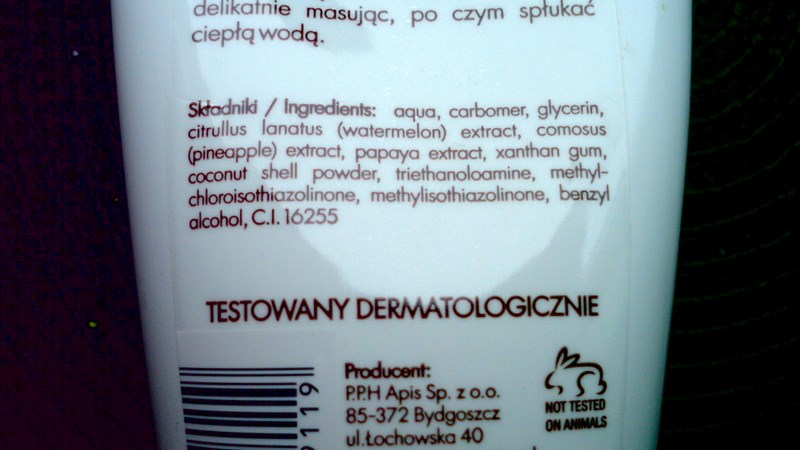 delikatnie masując, po czym spłukać
ciepłą wodą.
Składniki / Ingredients: aqua, carbomer, glycerin,
citrullus lanatus (watermelon) extract, comosus
(pineapple) extract, papaya extract, xanthan gum,
coconut shell powder, triethanoloamine, methyl-
chloroisothiazolinone, methylisothiazolinone, benzyl
alcohol, C.I. 16255
TESTOWANY DERMATOLOGICZNIE
Producent:
P.P.H Apis Sp. z o.o.
85-372 Bydgoszcz
ul.Łochowska 40
NOT TESTED
ON ANIMALS
119